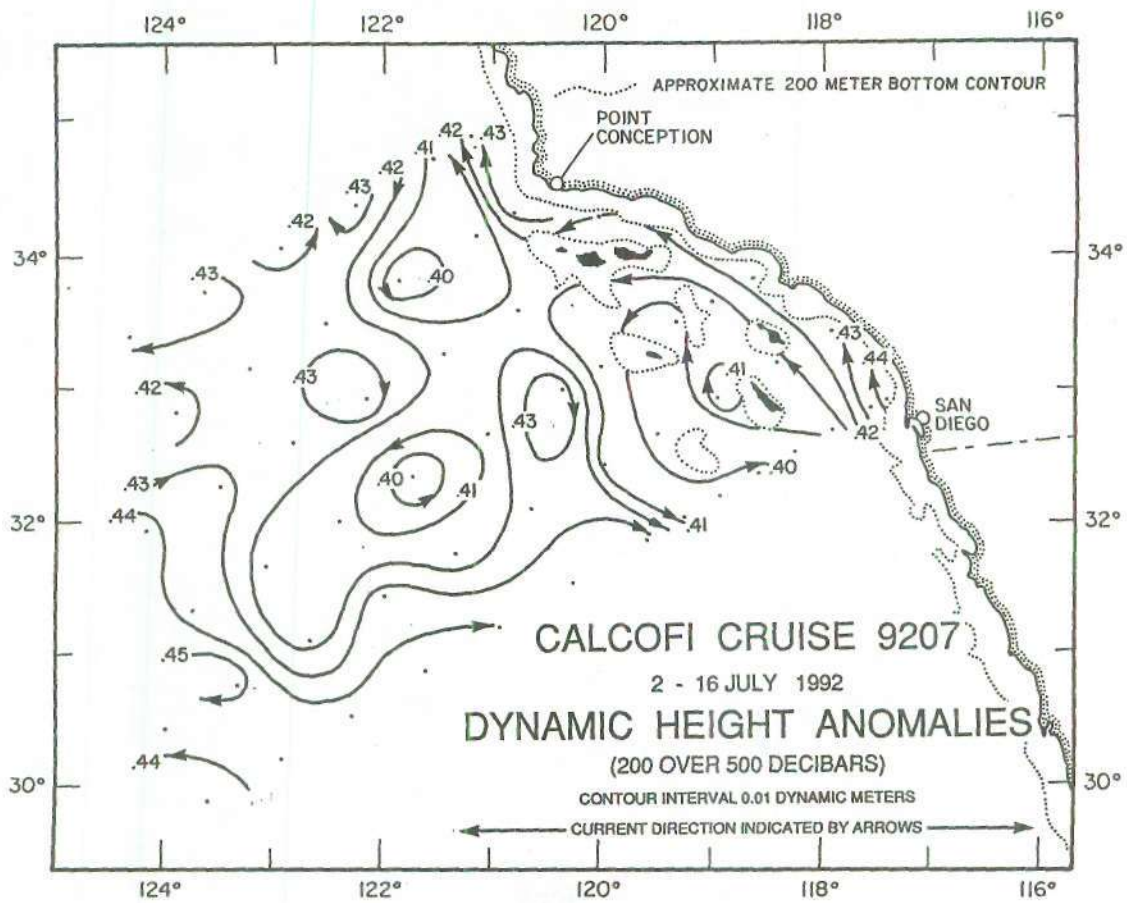 124° 122° 120° 118° 116°
APPROXIMATE 200 METER BOTTOM CONTOUR
POINT
CONCEPTION
.42 .43
.41
.42
.43
.42
34° 34°
.43
.40
.43
.44
.43
.42
.41
SAN
DIEGO
.43
.42
.40
.40 .41
.43
.44
32° 32°
.41
CALCOFI CRUISE 9207
2 - 16 JULY 1992
.45
DYNAMIC HEIGHT ANOMALIES
(200 OVER 500 DECIBARS)
.44
30° 30°
CONTOUR INTERVAL 0.01 DYNAMIC METERS
CURRENT DIRECTION INDICATED BY ARROWS
124° 122° 120° 118° 116°